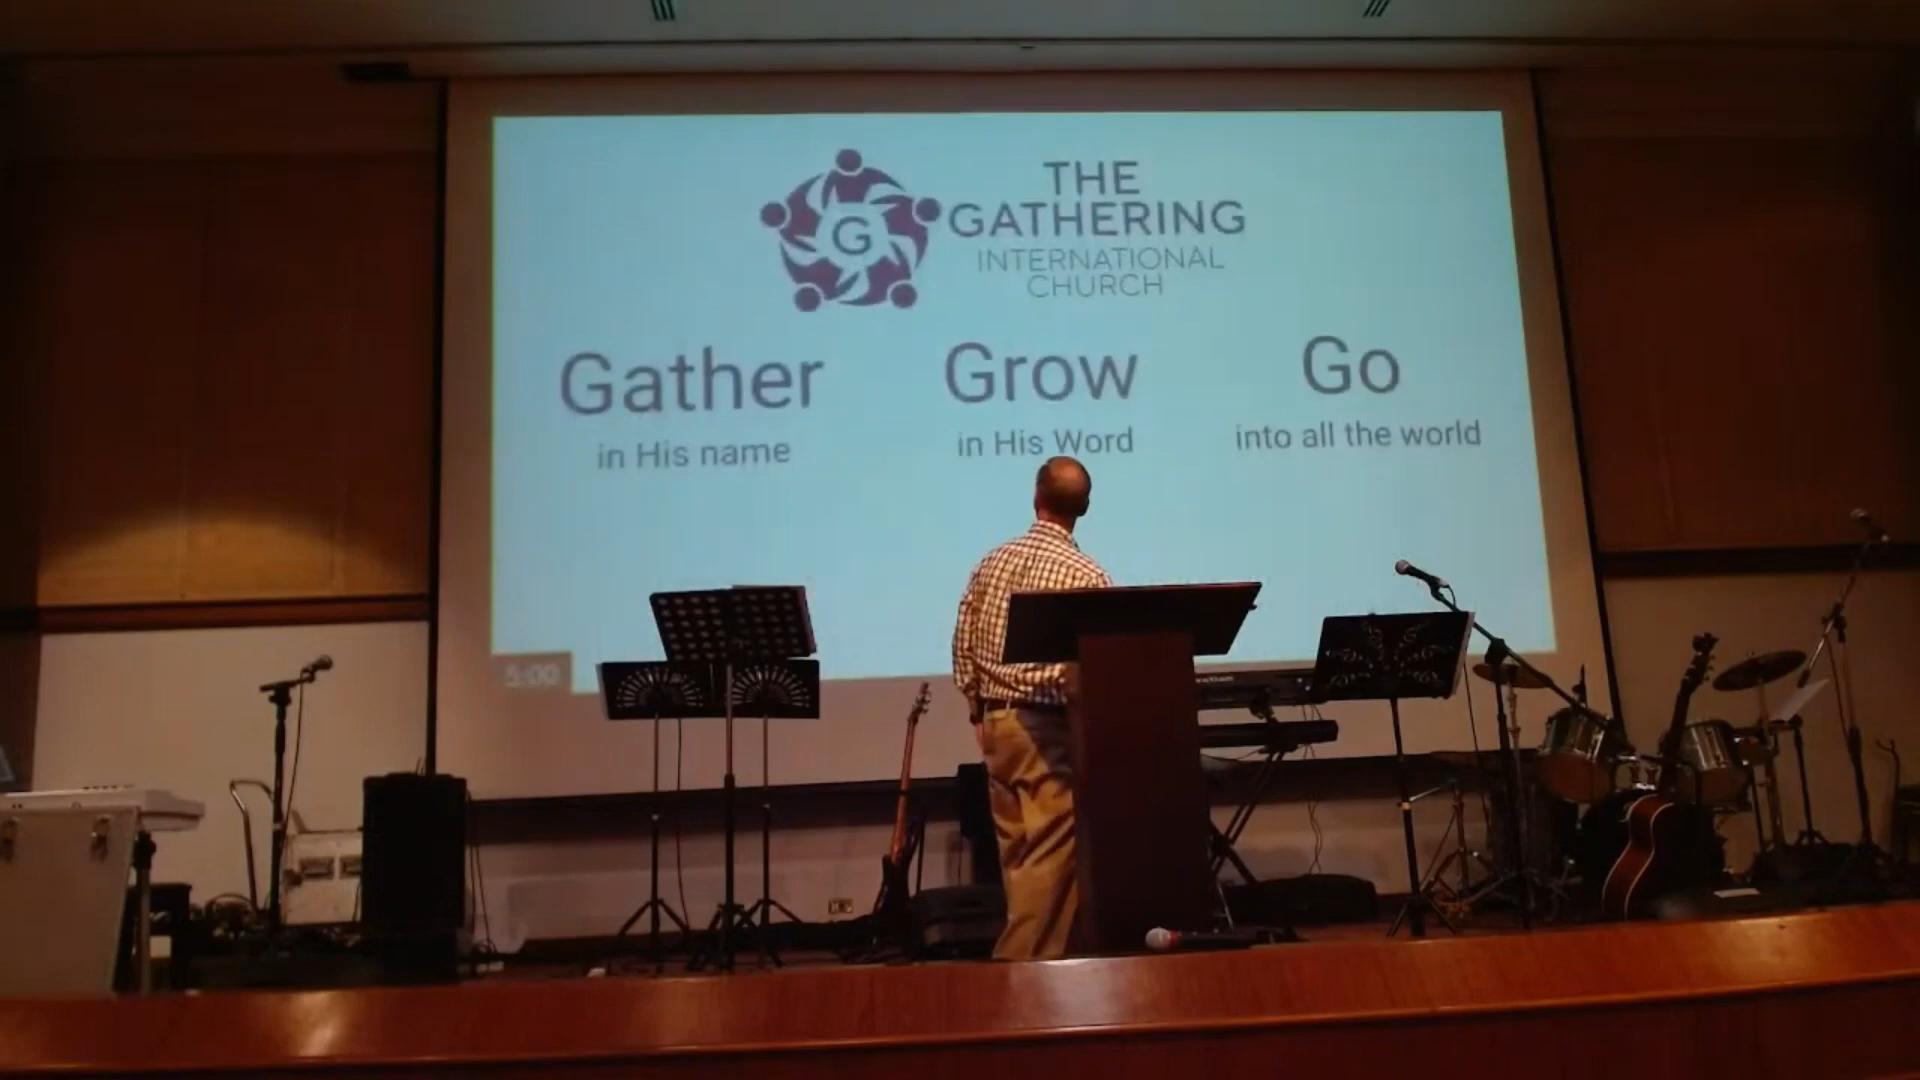 G
THE
GATHERING
INTERNATIONAL
CHURCH
Gather
in His name
Grow
in His Word
Go
into all the world
5:00